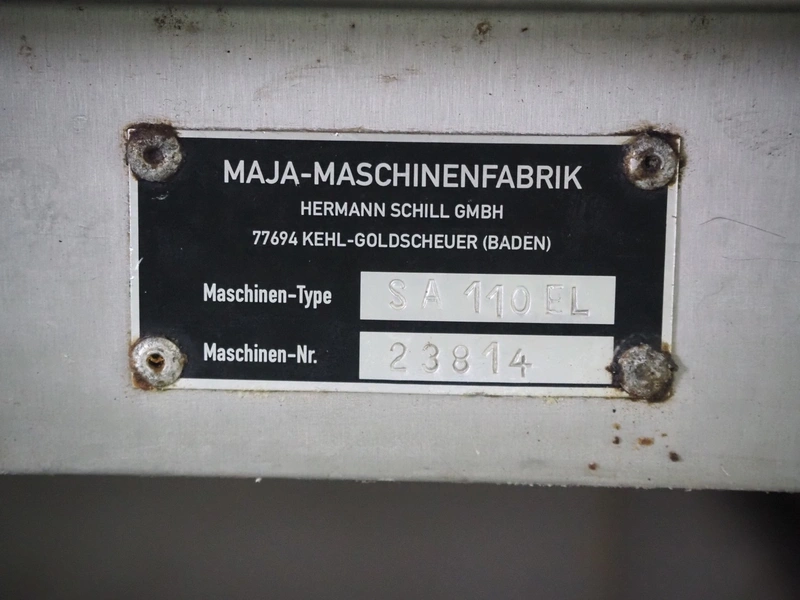 MAJA-MASCHINENFABRIK
HERMANN SCHILL GMBH
77694 KEHL-GOLDSCHEUER (BADEN)
Maschinen-Type SA 110 EL
Maschinen-Nr. 23814